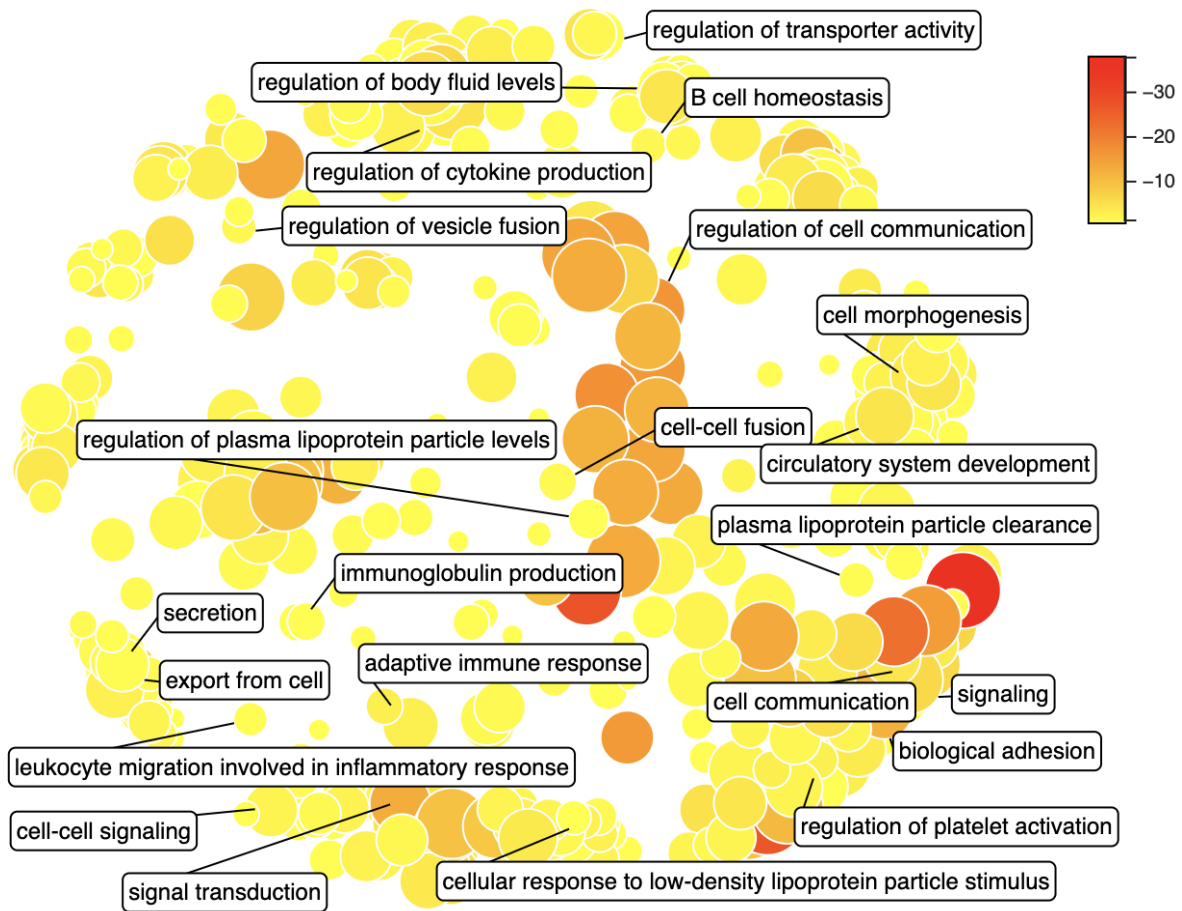 regulation of transporter activity
regulation of body fluid levels
B cell homeostasis
−30
−20
−10
regulation of cytokine production
regulation of vesicle fusion
regulation of cell communication
cell morphogenesis
cell-cell fusion
regulation of plasma lipoprotein particle levels
circulatory system development
plasma lipoprotein particle clearance
immunoglobulin production
secretion
adaptive immune response
export from cell
cell communication
signaling
biological adhesion
leukocyte migration involved in inflammatory response
cell-cell signaling
regulation of platelet activation
signal transduction
cellular response to low-density lipoprotein particle stimulus